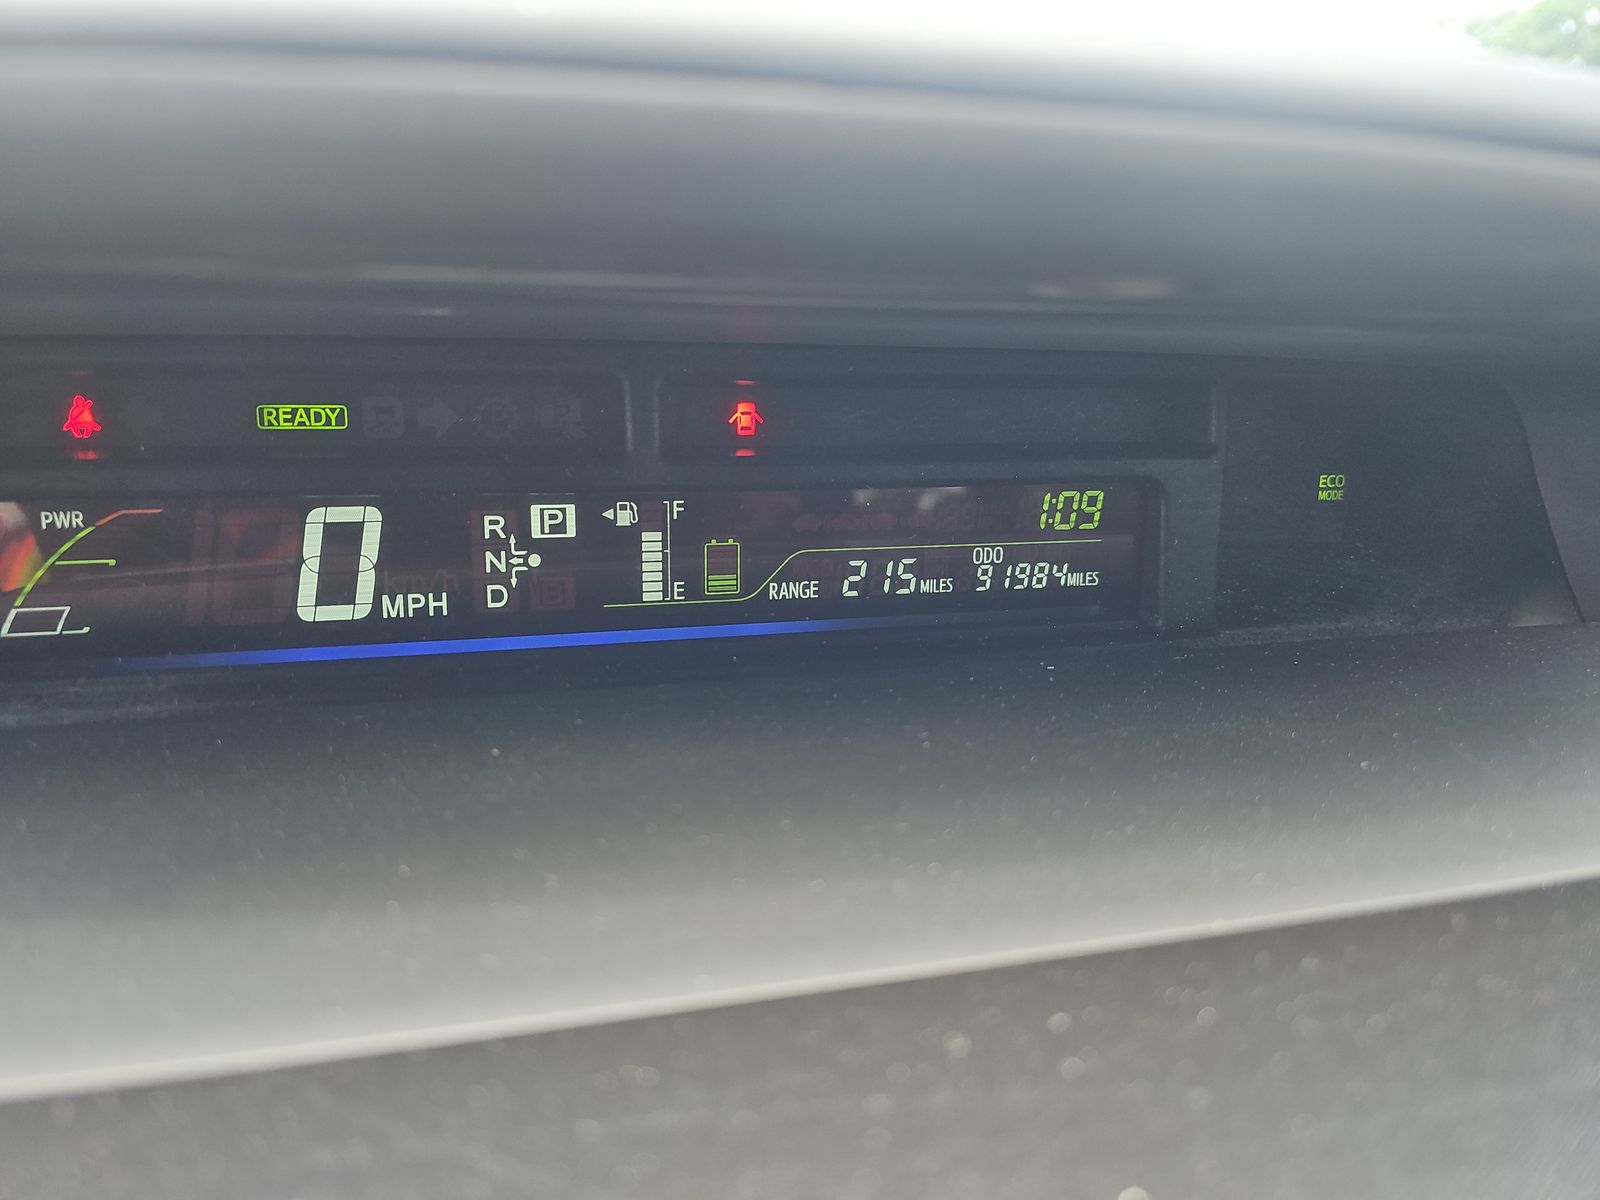 READY
ECO
MODE
PWR
0 MPH
R
N
D
P
F
E
1:09
RANGE 215 MILES
ODO
91984 MILES